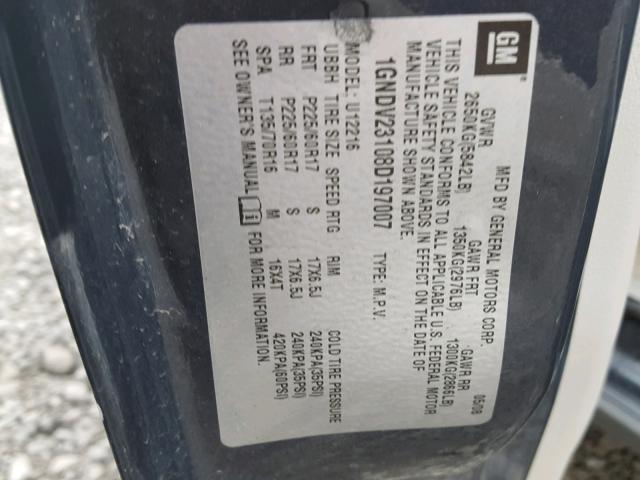 GM
MFD BY GENERAL MOTORS CORP. 05/08
GVWR GAWR FRT GAWR RR
2650KG(5842LB) 1350KG(2976LB) 1300KG(2866LB)
THIS VEHICLE CONFORMS TO ALL APPLICABLE U.S. FEDERAL MOTOR
VEHICLE SAFETY STANDARDS IN EFFECT ON THE DATE OF
MANUFACTURE SHOWN ABOVE.
1GNDV23108D197007 TYPE: M.P.V.
MODEL: U12216
UBBH TIRE SIZE SPEED RTG RIM COLD TIRE PRESSURE
FRT P225/60R17 S 17X6.5J 240KPA(35PSI)
RR P225/60R17 S 17X6.5J 240KPA(35PSI)
SPA T135/70R16 M 16X4T 420KPA(60PSI)
SEE OWNER'S MANUAL FOR MORE INFORMATION.